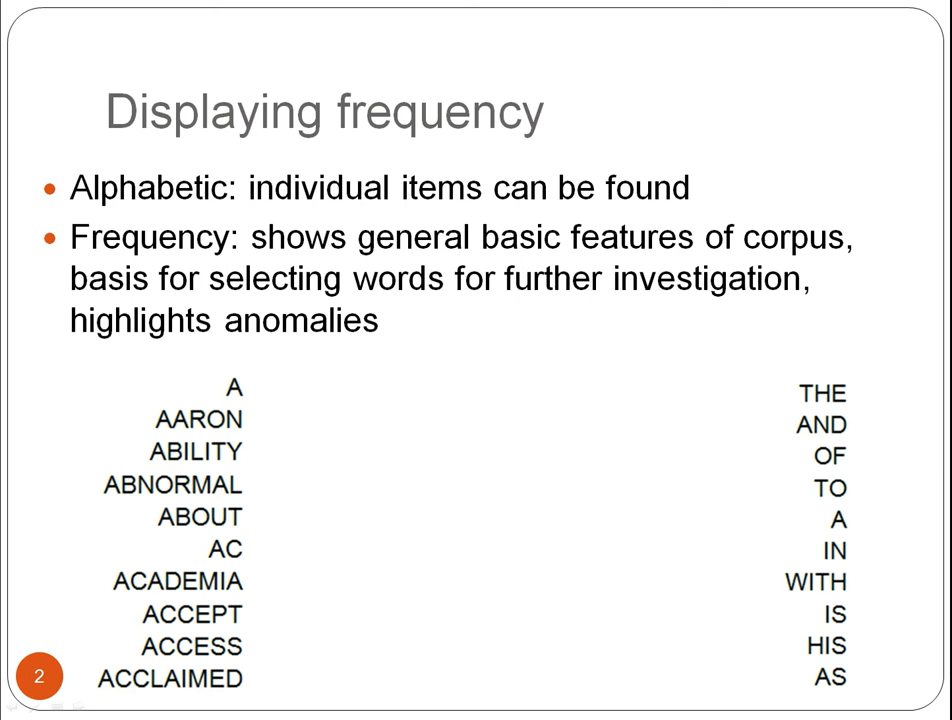 Displaying frequency
• Alphabetic: individual items can be found
• Frequency: shows general basic features of corpus,
basis for selecting words for further investigation,
highlights anomalies
A
AARON
ABILITY
ABNORMAL
ABOUT
AC
ACADEMIA
ACCEPT
ACCESS
ACCLAIMED
THE
AND
OF
TO
A
IN
WITH
IS
HIS
AS
2